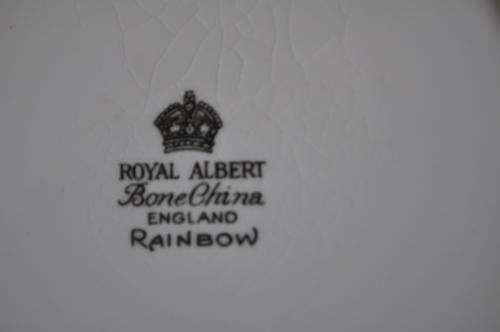 ROYAL ALBERT
Bone China
ENGLAND
RAINBOW